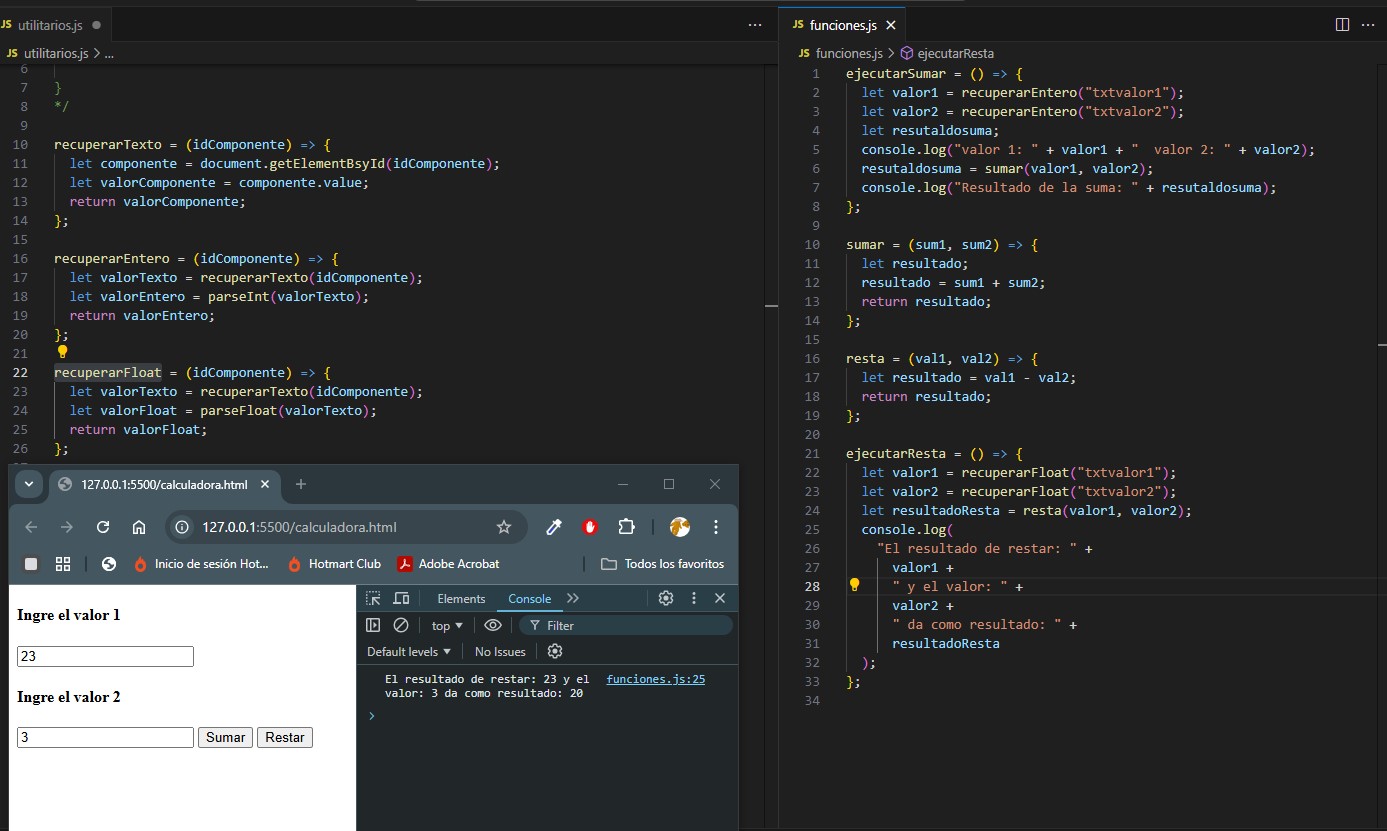 JS utilitarios.js ●
...
JS utilitarios.js > ...
6
7 }
8 */
9
10 recuperarTexto = (idComponente) => {
11   let componente = document.getElementBsyId(idComponente);
12   let valorComponente = componente.value;
13   return valorComponente;
14 };
15
16 recuperarEntero = (idComponente) => {
17   let valorTexto = recuperarTexto(idComponente);
18   let valorEntero = parseInt(valorTexto);
19   return valorEntero;
20 };
21
22 recuperarFloat = (idComponente) => {
23   let valorTexto = recuperarTexto(idComponente);
24   let valorFloat = parseFloat(valorTexto);
25   return valorFloat;
26 };
JS funciones.js ×
...
JS funciones.js > ejecutarResta
1 ejecutarSumar = () => {
2   let valor1 = recuperarEntero("txtvalor1");
3   let valor2 = recuperarEntero("txtvalor2");
4   let resutaldosuma;
5   console.log("valor 1: " + valor1 + "  valor 2: " + valor2);
6   resutaldosuma = sumar(valor1, valor2);
7   console.log("Resultado de la suma: " + resutaldosuma);
8 };
9
10 sumar = (sum1, sum2) => {
11   let resultado;
12   resultado = sum1 + sum2;
13   return resultado;
14 };
15
16 resta = (val1, val2) => {
17   let resultado = val1 - val2;
18   return resultado;
19 };
20
21 ejecutarResta = () => {
22   let valor1 = recuperarFloat("txtvalor1");
23   let valor2 = recuperarFloat("txtvalor2");
24   let resultadoResta = resta(valor1, valor2);
25   console.log(
26     "El resultado de restar: " +
27       valor1 +
28       " y el valor: " +
29       valor2 +
30       " da como resultado: " +
31       resultadoResta
32   );
33 };
34
127.0.0.1:5500/calculadora.html
127.0.0.1:5500/calculadora.html
Inicio de sesión Hot... Hotmart Club Adobe Acrobat Todos los favoritos
Ingre el valor 1
23
Ingre el valor 2
3 Sumar Restar
Elements Console
top Filter
Default levels No Issues
El resultado de restar: 23 y el funciones.js:25
valor: 3 da como resultado: 20